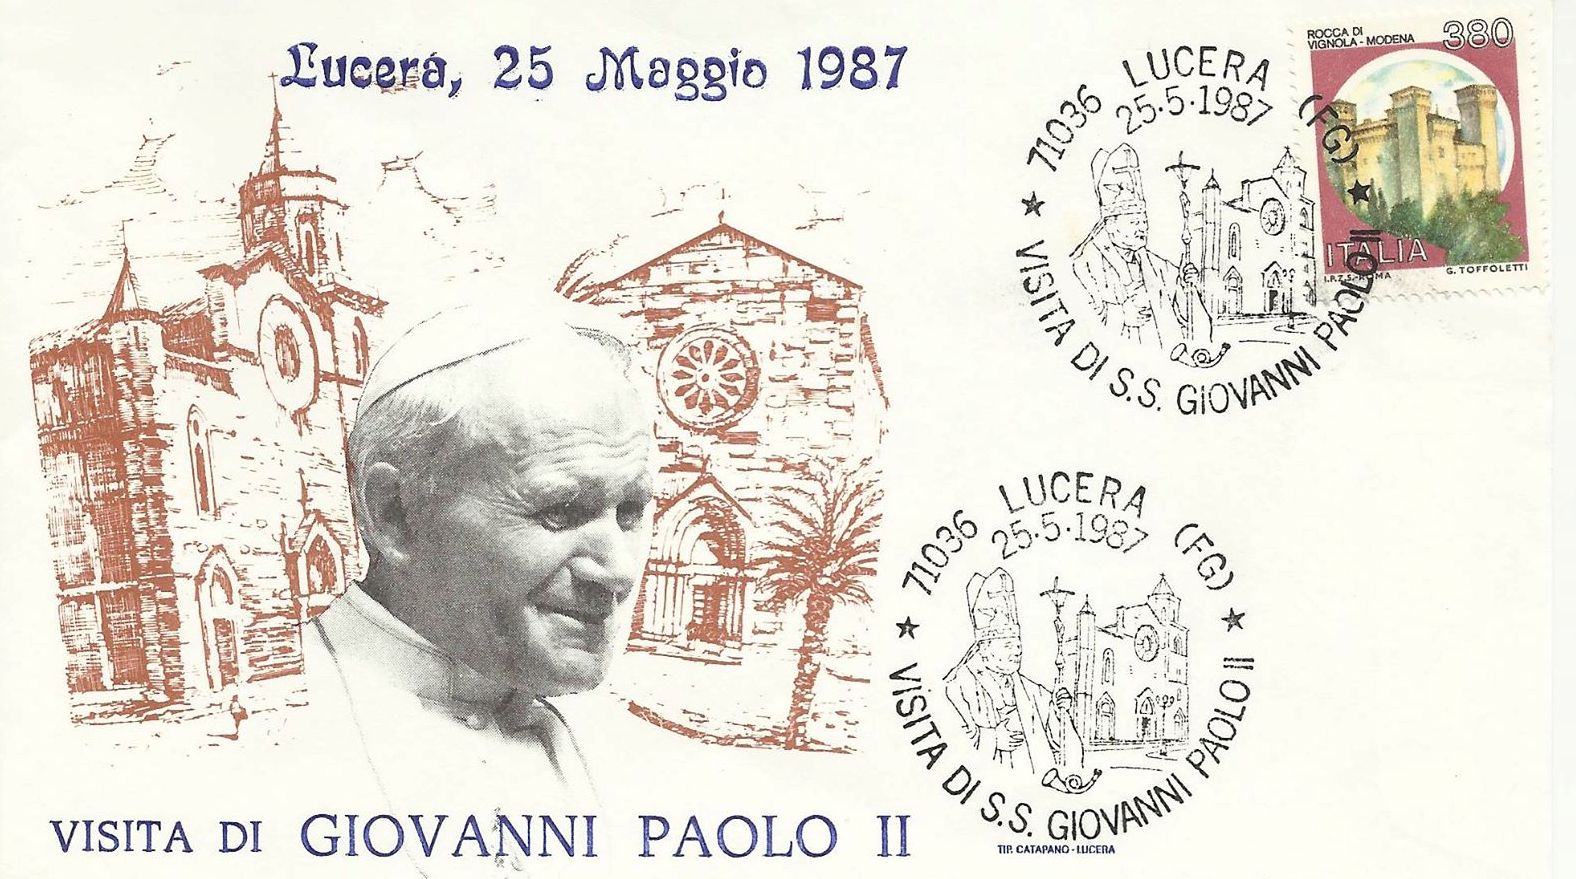 Lucera, 25 Maggio 1987
ROCCA DI
VIGNOLA - MODENA
380
ITALIA
I.P.Z.S. - ROMA
G. TOFFOLETTI
★ 71036 LUCERA (FG) ★
25·5·1987
VISITA DI S.S. GIOVANNI PAOLO II
★ 71036 LUCERA (FG) ★
25·5·1987
VISITA DI S.S. GIOVANNI PAOLO II
VISITA DI GIOVANNI PAOLO II
TIP. CATAPANO - LUCERA